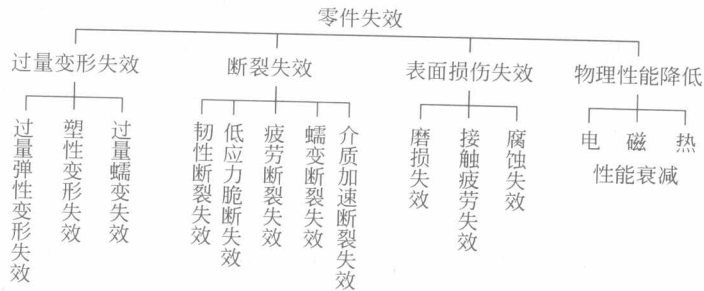 零件失效
过量变形失效
断裂失效
表面损伤失效
物理性能降低
过量弹性变形失效
塑性变形失效
过量蠕变失效
韧性断裂失效
低应力脆断失效
疲劳断裂失效
蠕变断裂失效
介质加速断裂失效
磨损失效
接触疲劳失效
腐蚀失效
电 磁 热
性能衰减